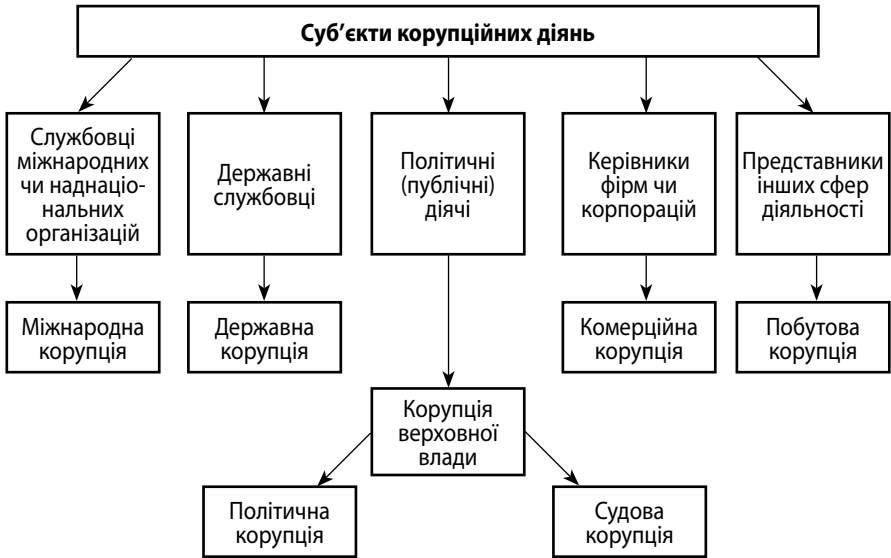 Суб’єкти корупційних діянь
Службовці
міжнародних
чи наднаціо-
нальних
організацій
Державні
службовці
Політичні
(публічні)
діячі
Керівники
фірм чи
корпорацій
Представники
інших сфер
діяльності
Міжнародна
корупція
Державна
корупція
Комерційна
корупція
Побутова
корупція
Корупція
верховної
влади
Політична
корупція
Судова
корупція